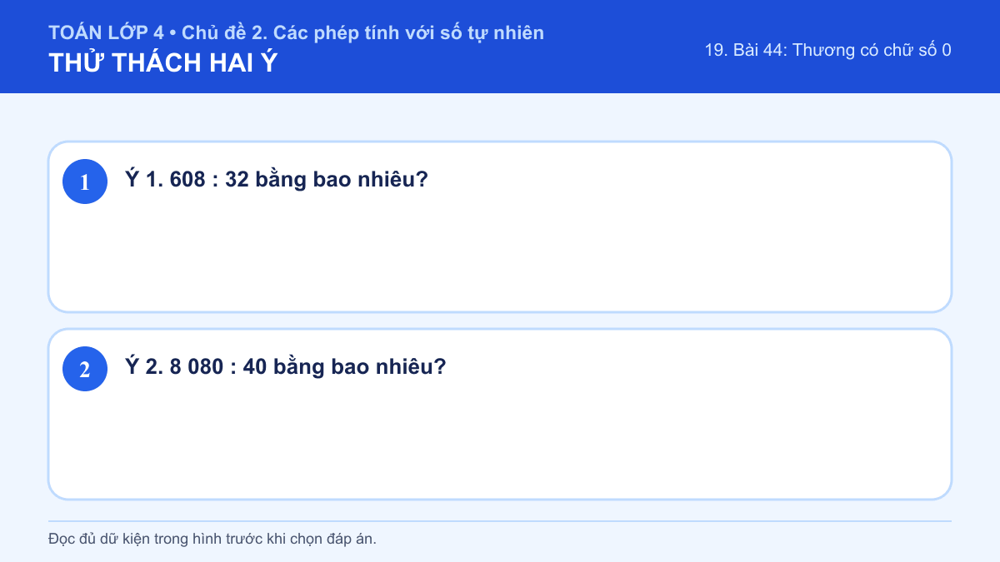 TOÁN LỚP 4 • Chủ đề 2. Các phép tính với số tự nhiên
THỬ THÁCH HAI Ý
19. Bài 44: Thương có chữ số 0
1
Ý 1. 608 : 32 bằng bao nhiêu?
2
Ý 2. 8 080 : 40 bằng bao nhiêu?
Đọc đủ dữ kiện trong hình trước khi chọn đáp án.